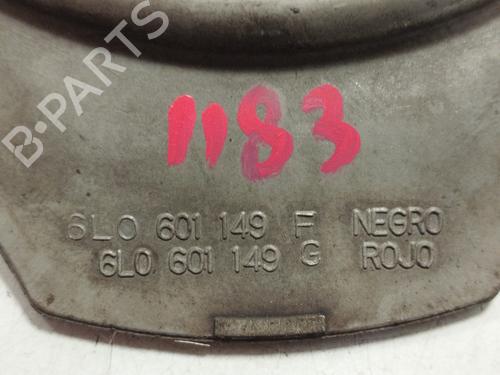 B-PARTS
1183
6L0 601 149 F NEGRO
6L0 601 149 G ROJO